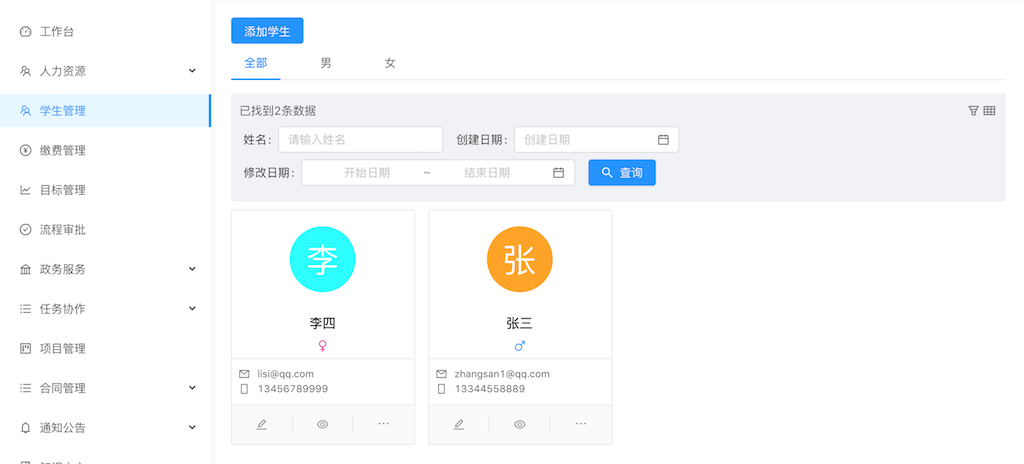 工作台
人力资源
学生管理
缴费管理
目标管理
流程审批
政务服务
任务协作
项目管理
合同管理
通知公告
添加学生
全部 男 女
已找到2条数据
姓名: 请输入姓名 创建日期: 创建日期
修改日期: 开始日期 ~ 结束日期 查询
李 张
李四 张三
lisi@qq.com zhangsan1@qq.com
13456789999 13344558889